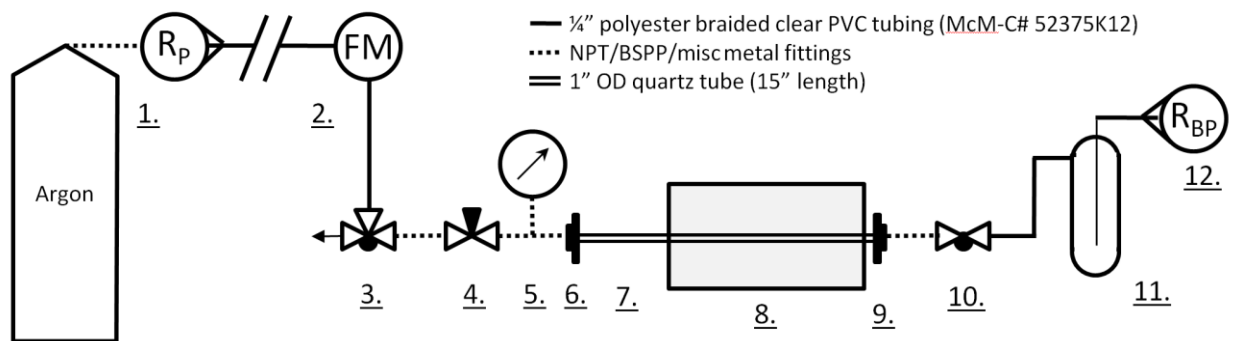 ¼" polyester braided clear PVC tubing (McM-C# 52375K12)
NPT/BSPP/misc metal fittings
1" OD quartz tube (15" length)
RP
FM
1.
2.
Argon
RBP
12.
3.
4.
5.
6.
7.
8.
9.
10.
11.